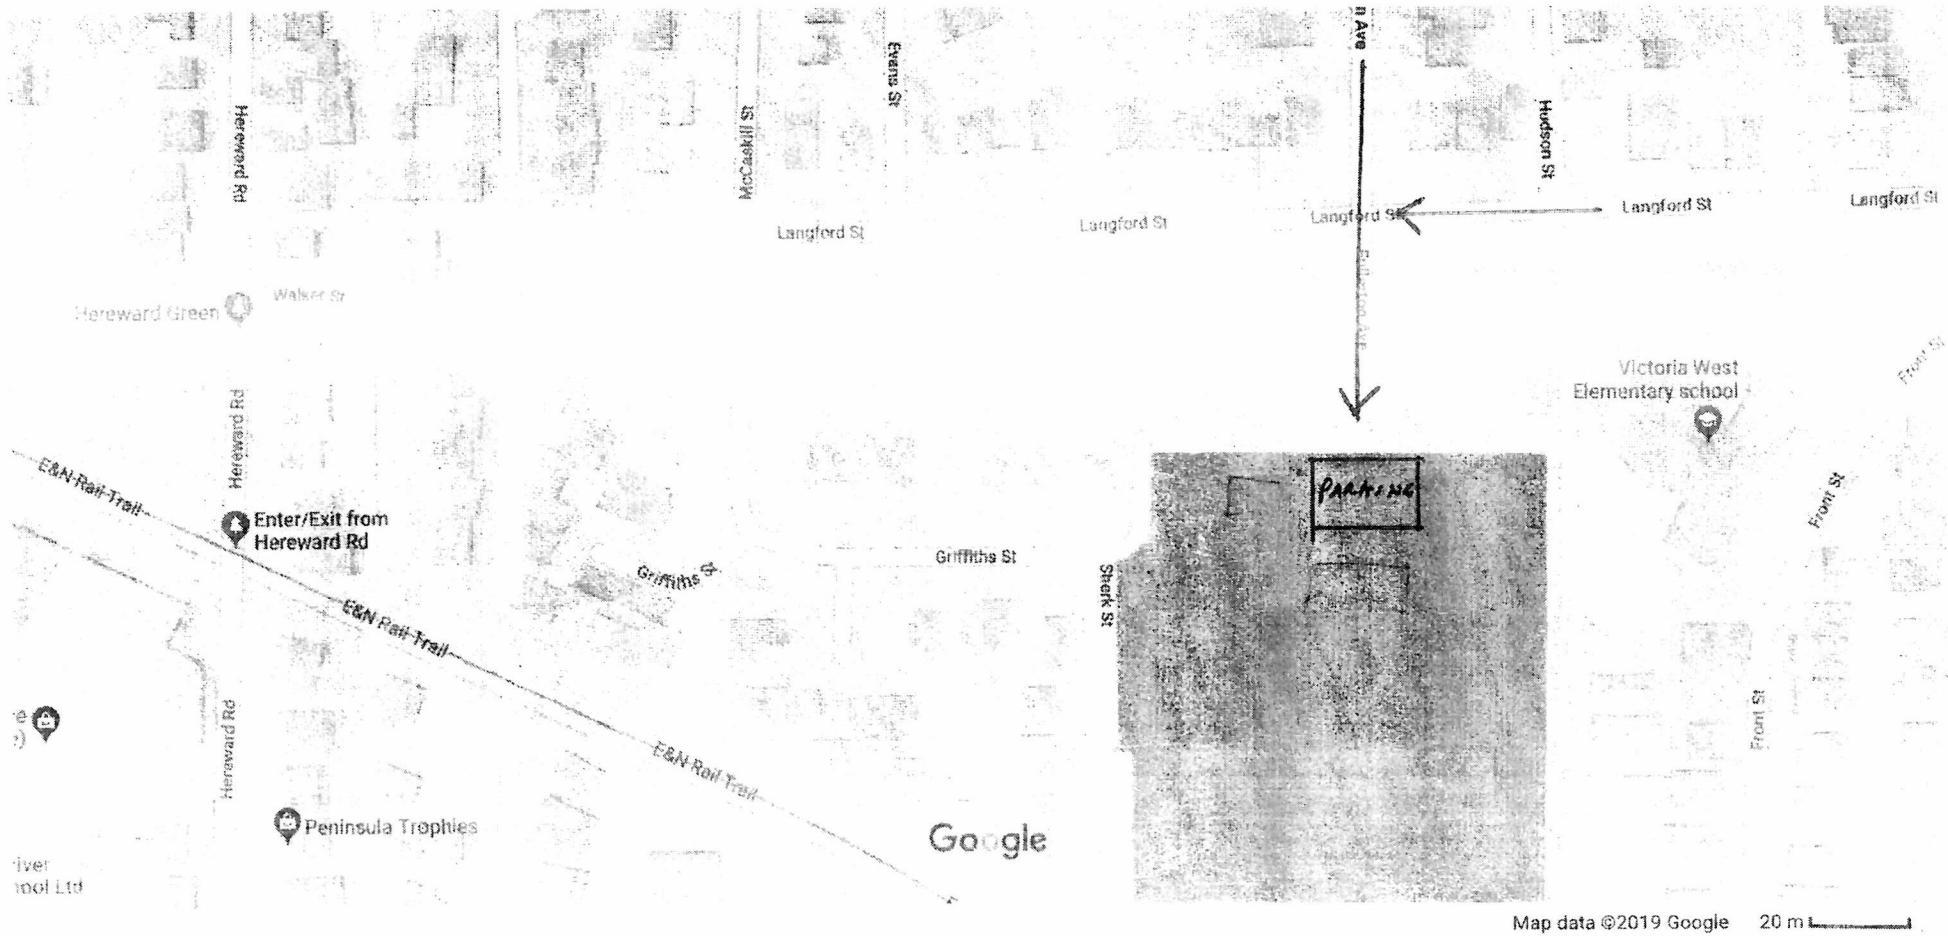 n Ave
Evans St
Hereward Rd
McCaskill St
Hudson St
Langford St
Langford St
Langford St
Langford St
Langford St
Walker St
Hereward Green
Fullerton Ave
Victoria West
Elementary school
Front St
Hereward Rd
E&N Rail Trail
PARKING
Front St
Enter/Exit from
Hereward Rd
Griffiths St
Griffiths St
Sherk St
E&N Rail Trail
Hereward Rd
Front St
E&N Rail Trail
Peninsula Trophies
Google
Map data ©2019 Google 20 m